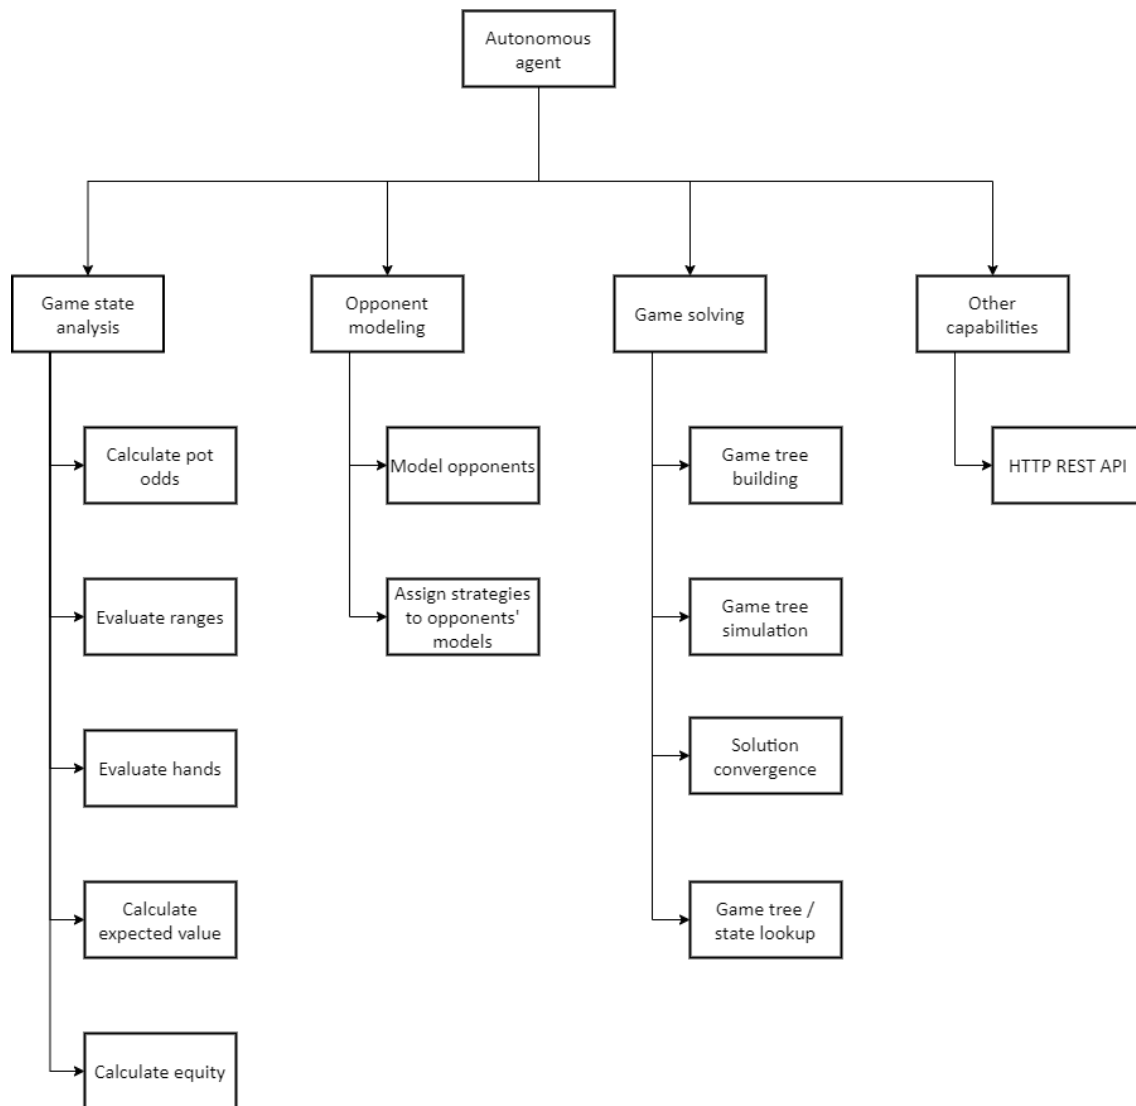 Autonomous
agent
Game state
analysis
Opponent
modeling
Game solving
Other
capabilities
Calculate pot
odds
Model opponents
Game tree
building
HTTP REST API
Evaluate ranges
Assign strategies
to opponents'
models
Game tree
simulation
Evaluate hands
Solution
convergence
Calculate
expected value
Game tree /
state lookup
Calculate equity